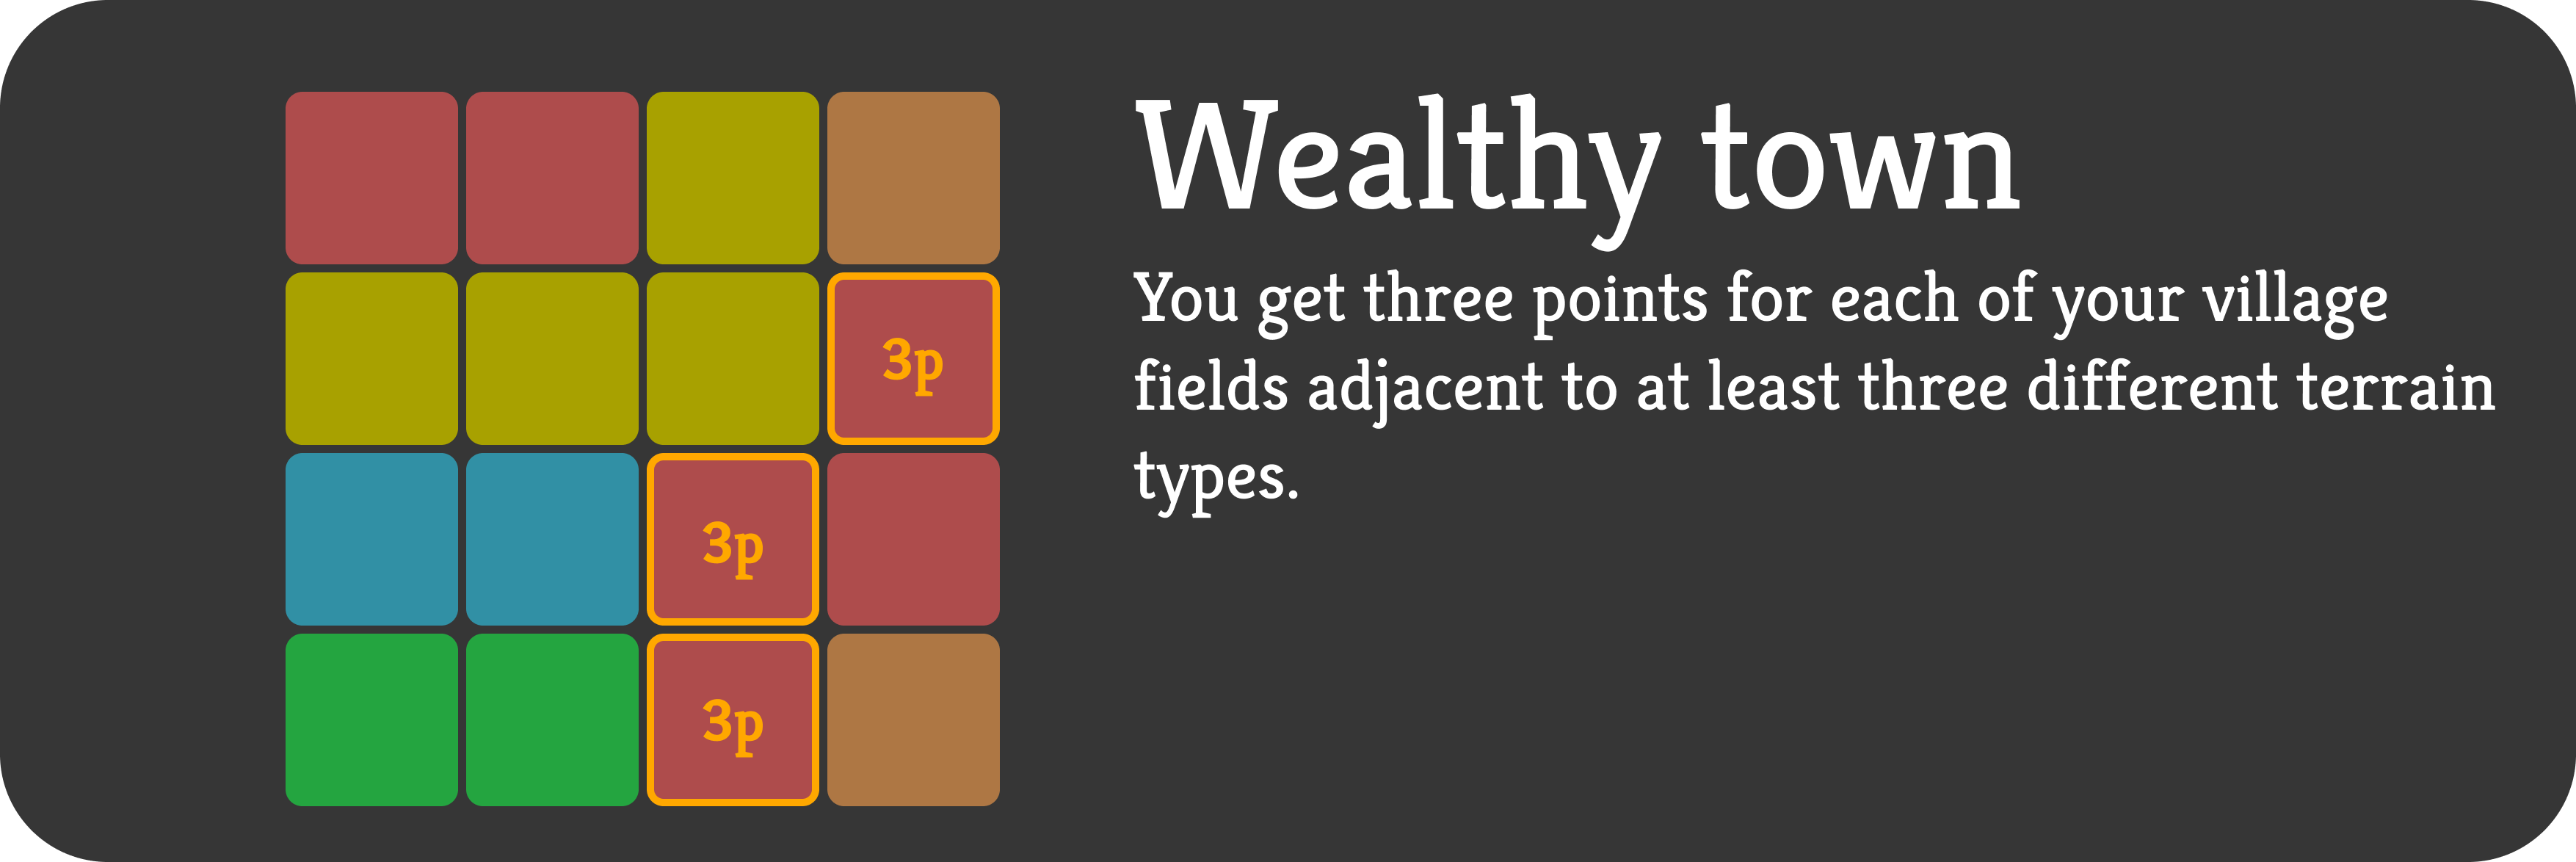 Wealthy town
You get three points for each of your village
fields adjacent to at least three different terrain
types.
3p
3p
3p